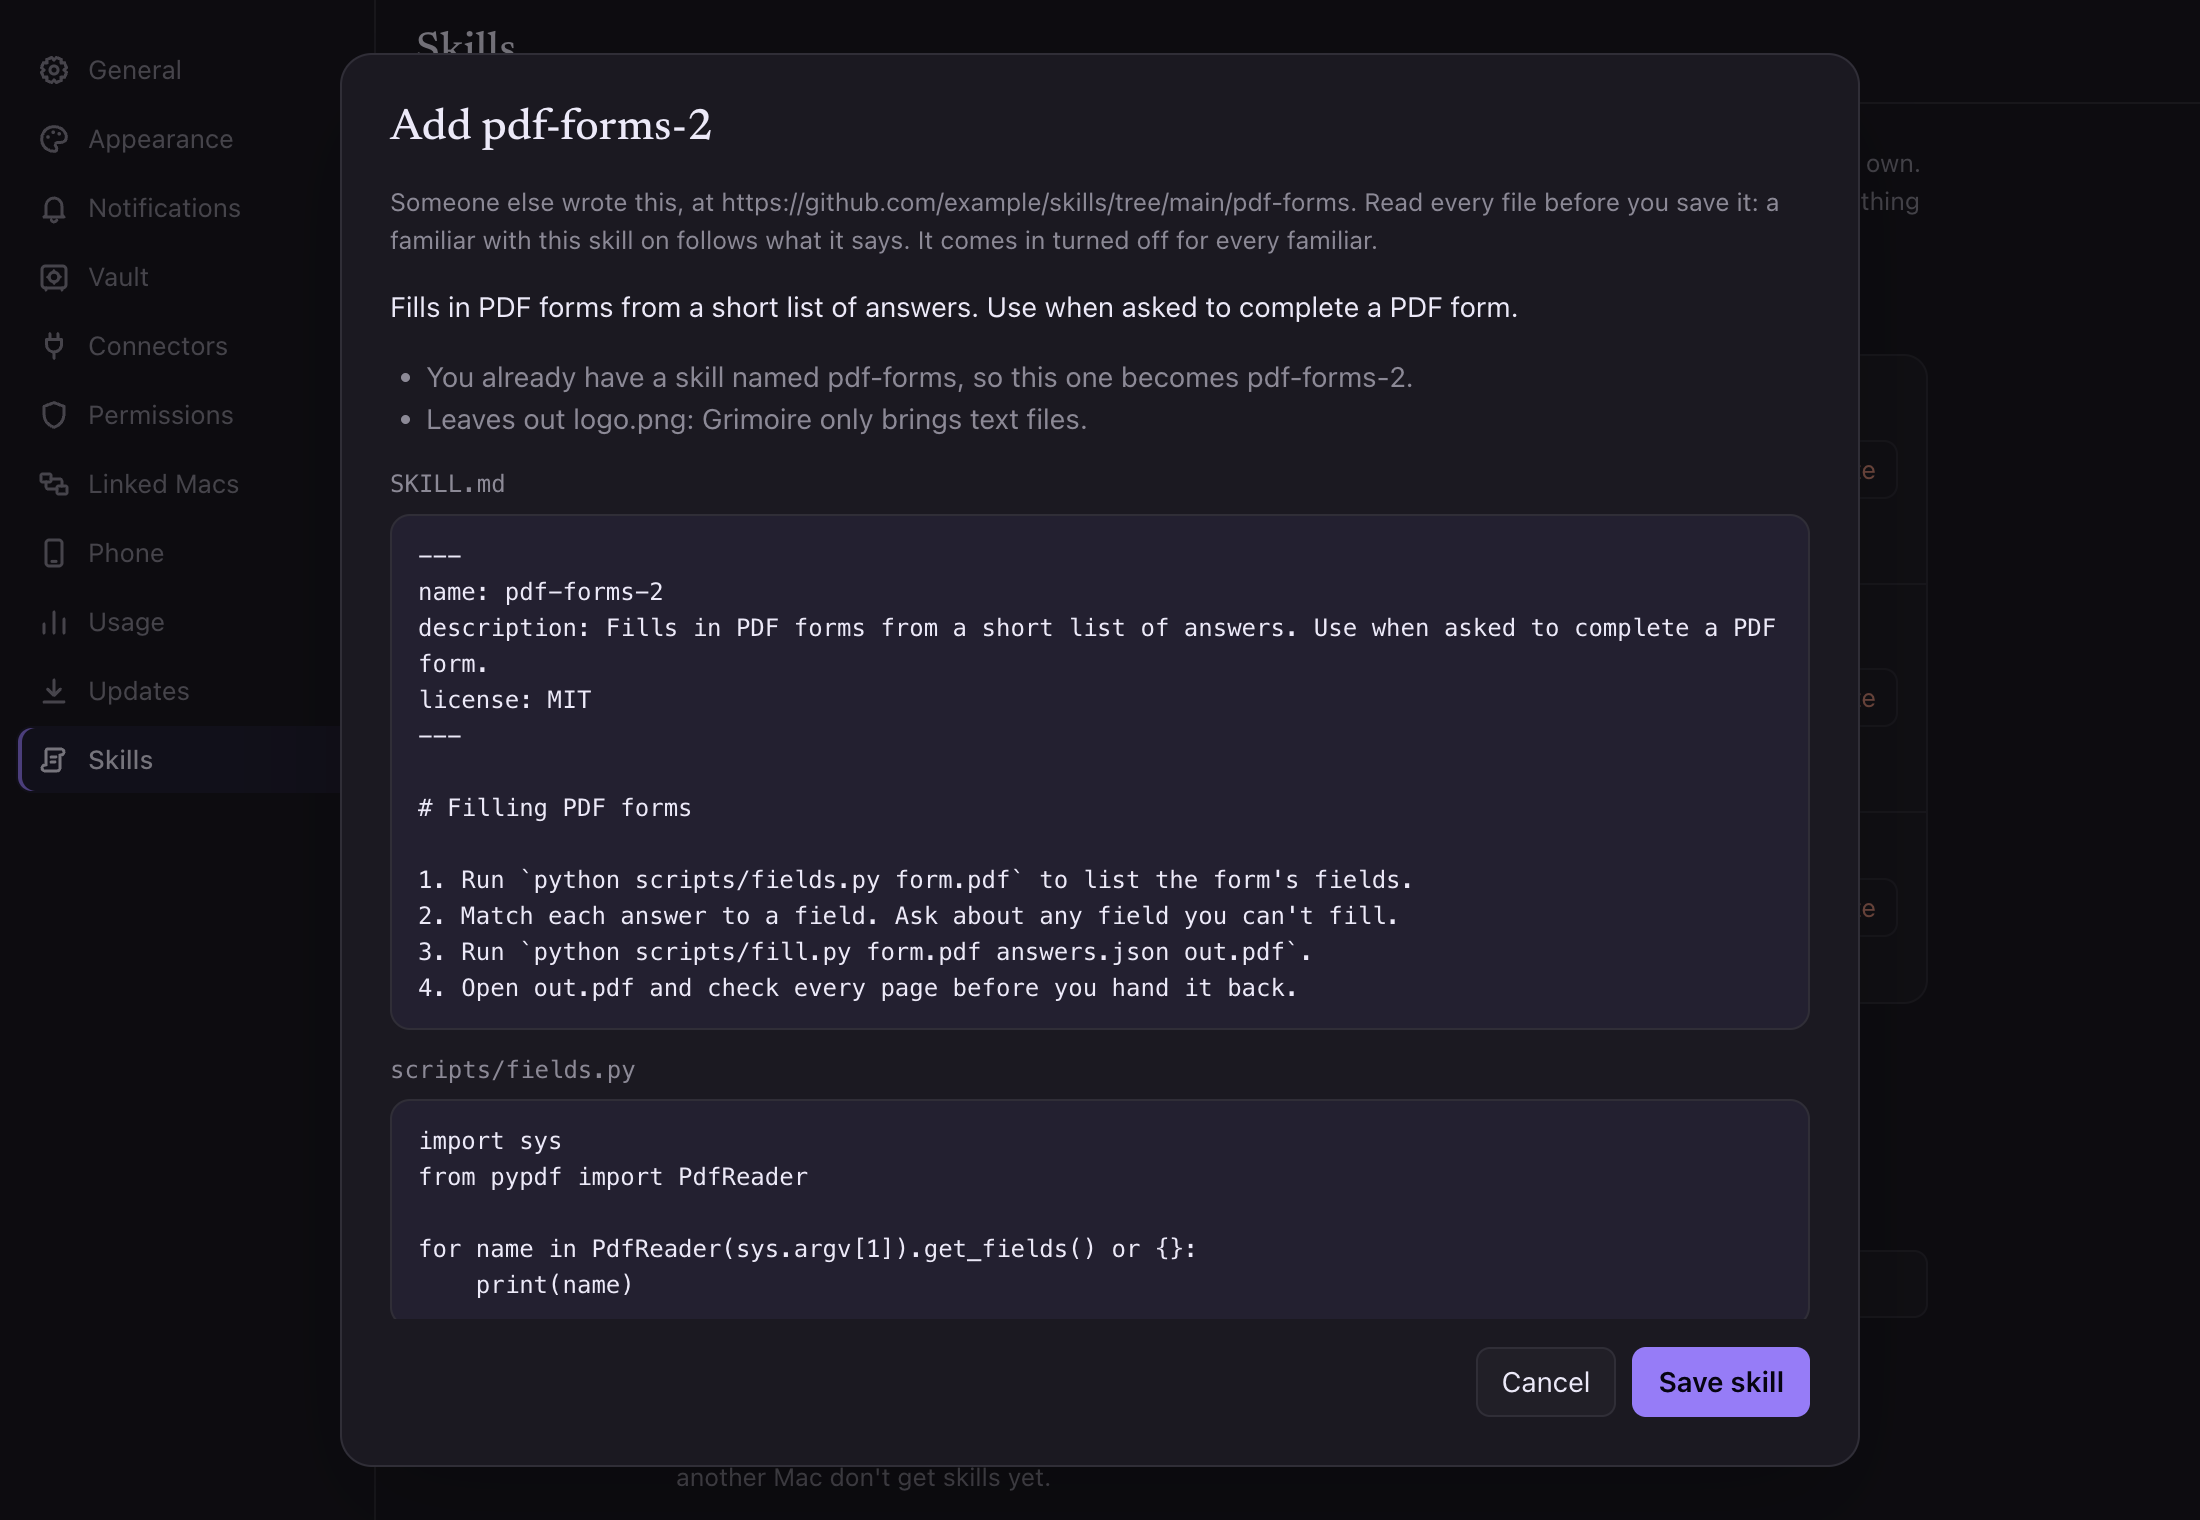 Skills
General
Appearance
Notifications
Vault
Connectors
Permissions
Linked Macs
Phone
Usage
Updates
Skills
own.
thing
Add pdf-forms-2
Someone else wrote this, at https://github.com/example/skills/tree/main/pdf-forms. Read every file before you save it: a
familiar with this skill on follows what it says. It comes in turned off for every familiar.
Fills in PDF forms from a short list of answers. Use when asked to complete a PDF form.
• You already have a skill named pdf-forms, so this one becomes pdf-forms-2.
• Leaves out logo.png: Grimoire only brings text files.
SKILL.md
---
name: pdf-forms-2
description: Fills in PDF forms from a short list of answers. Use when asked to complete a PDF
form.
license: MIT
---
# Filling PDF forms
1. Run `python scripts/fields.py form.pdf` to list the form's fields.
2. Match each answer to a field. Ask about any field you can't fill.
3. Run `python scripts/fill.py form.pdf answers.json out.pdf`.
4. Open out.pdf and check every page before you hand it back.
scripts/fields.py
import sys
from pypdf import PdfReader
for name in PdfReader(sys.argv[1]).get_fields() or {}:
    print(name)
Cancel
Save skill
another Mac don't get skills yet.